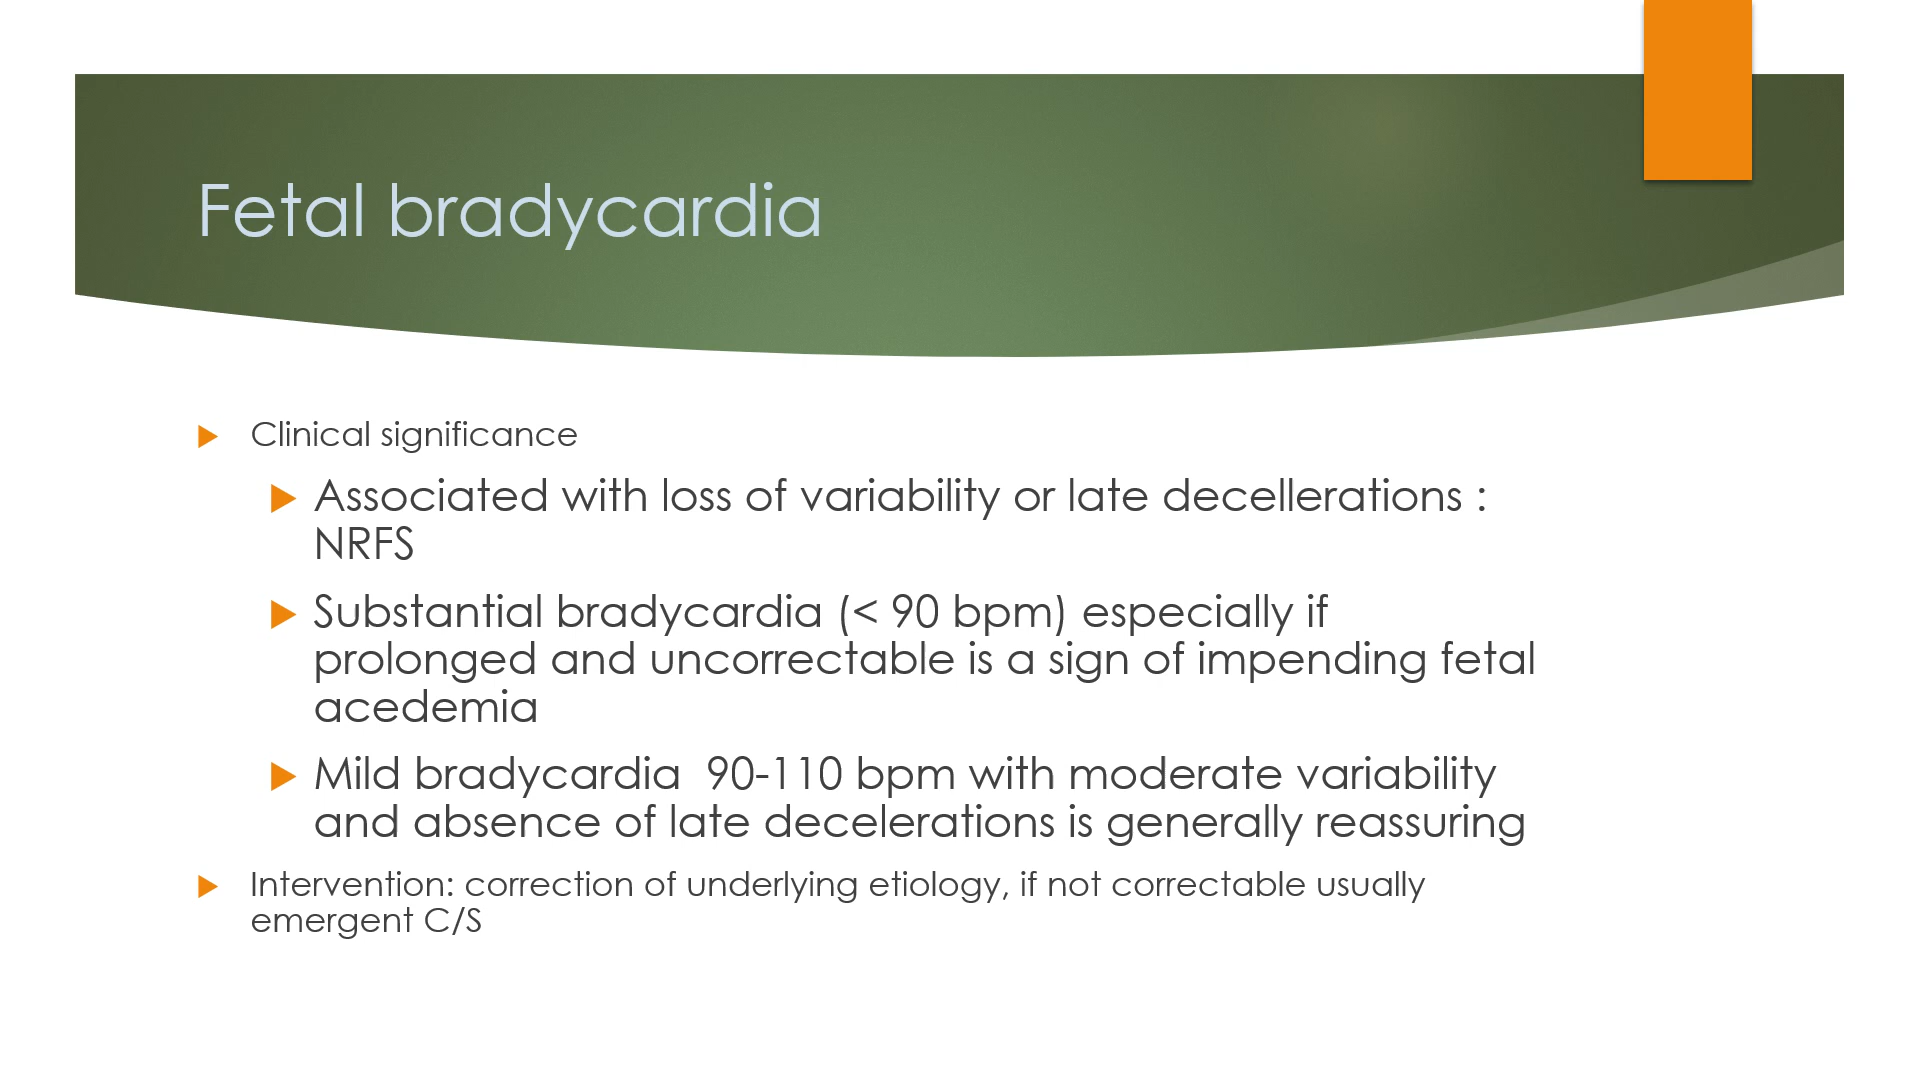 Fetal bradycardia
Clinical significance
Associated with loss of variability or late decellerations :
NRFS
Substantial bradycardia (< 90 bpm) especially if
prolonged and uncorrectable is a sign of impending fetal
acedemia
Mild bradycardia  90-110 bpm with moderate variability
and absence of late decelerations is generally reassuring
Intervention: correction of underlying etiology, if not correctable usually
emergent C/S